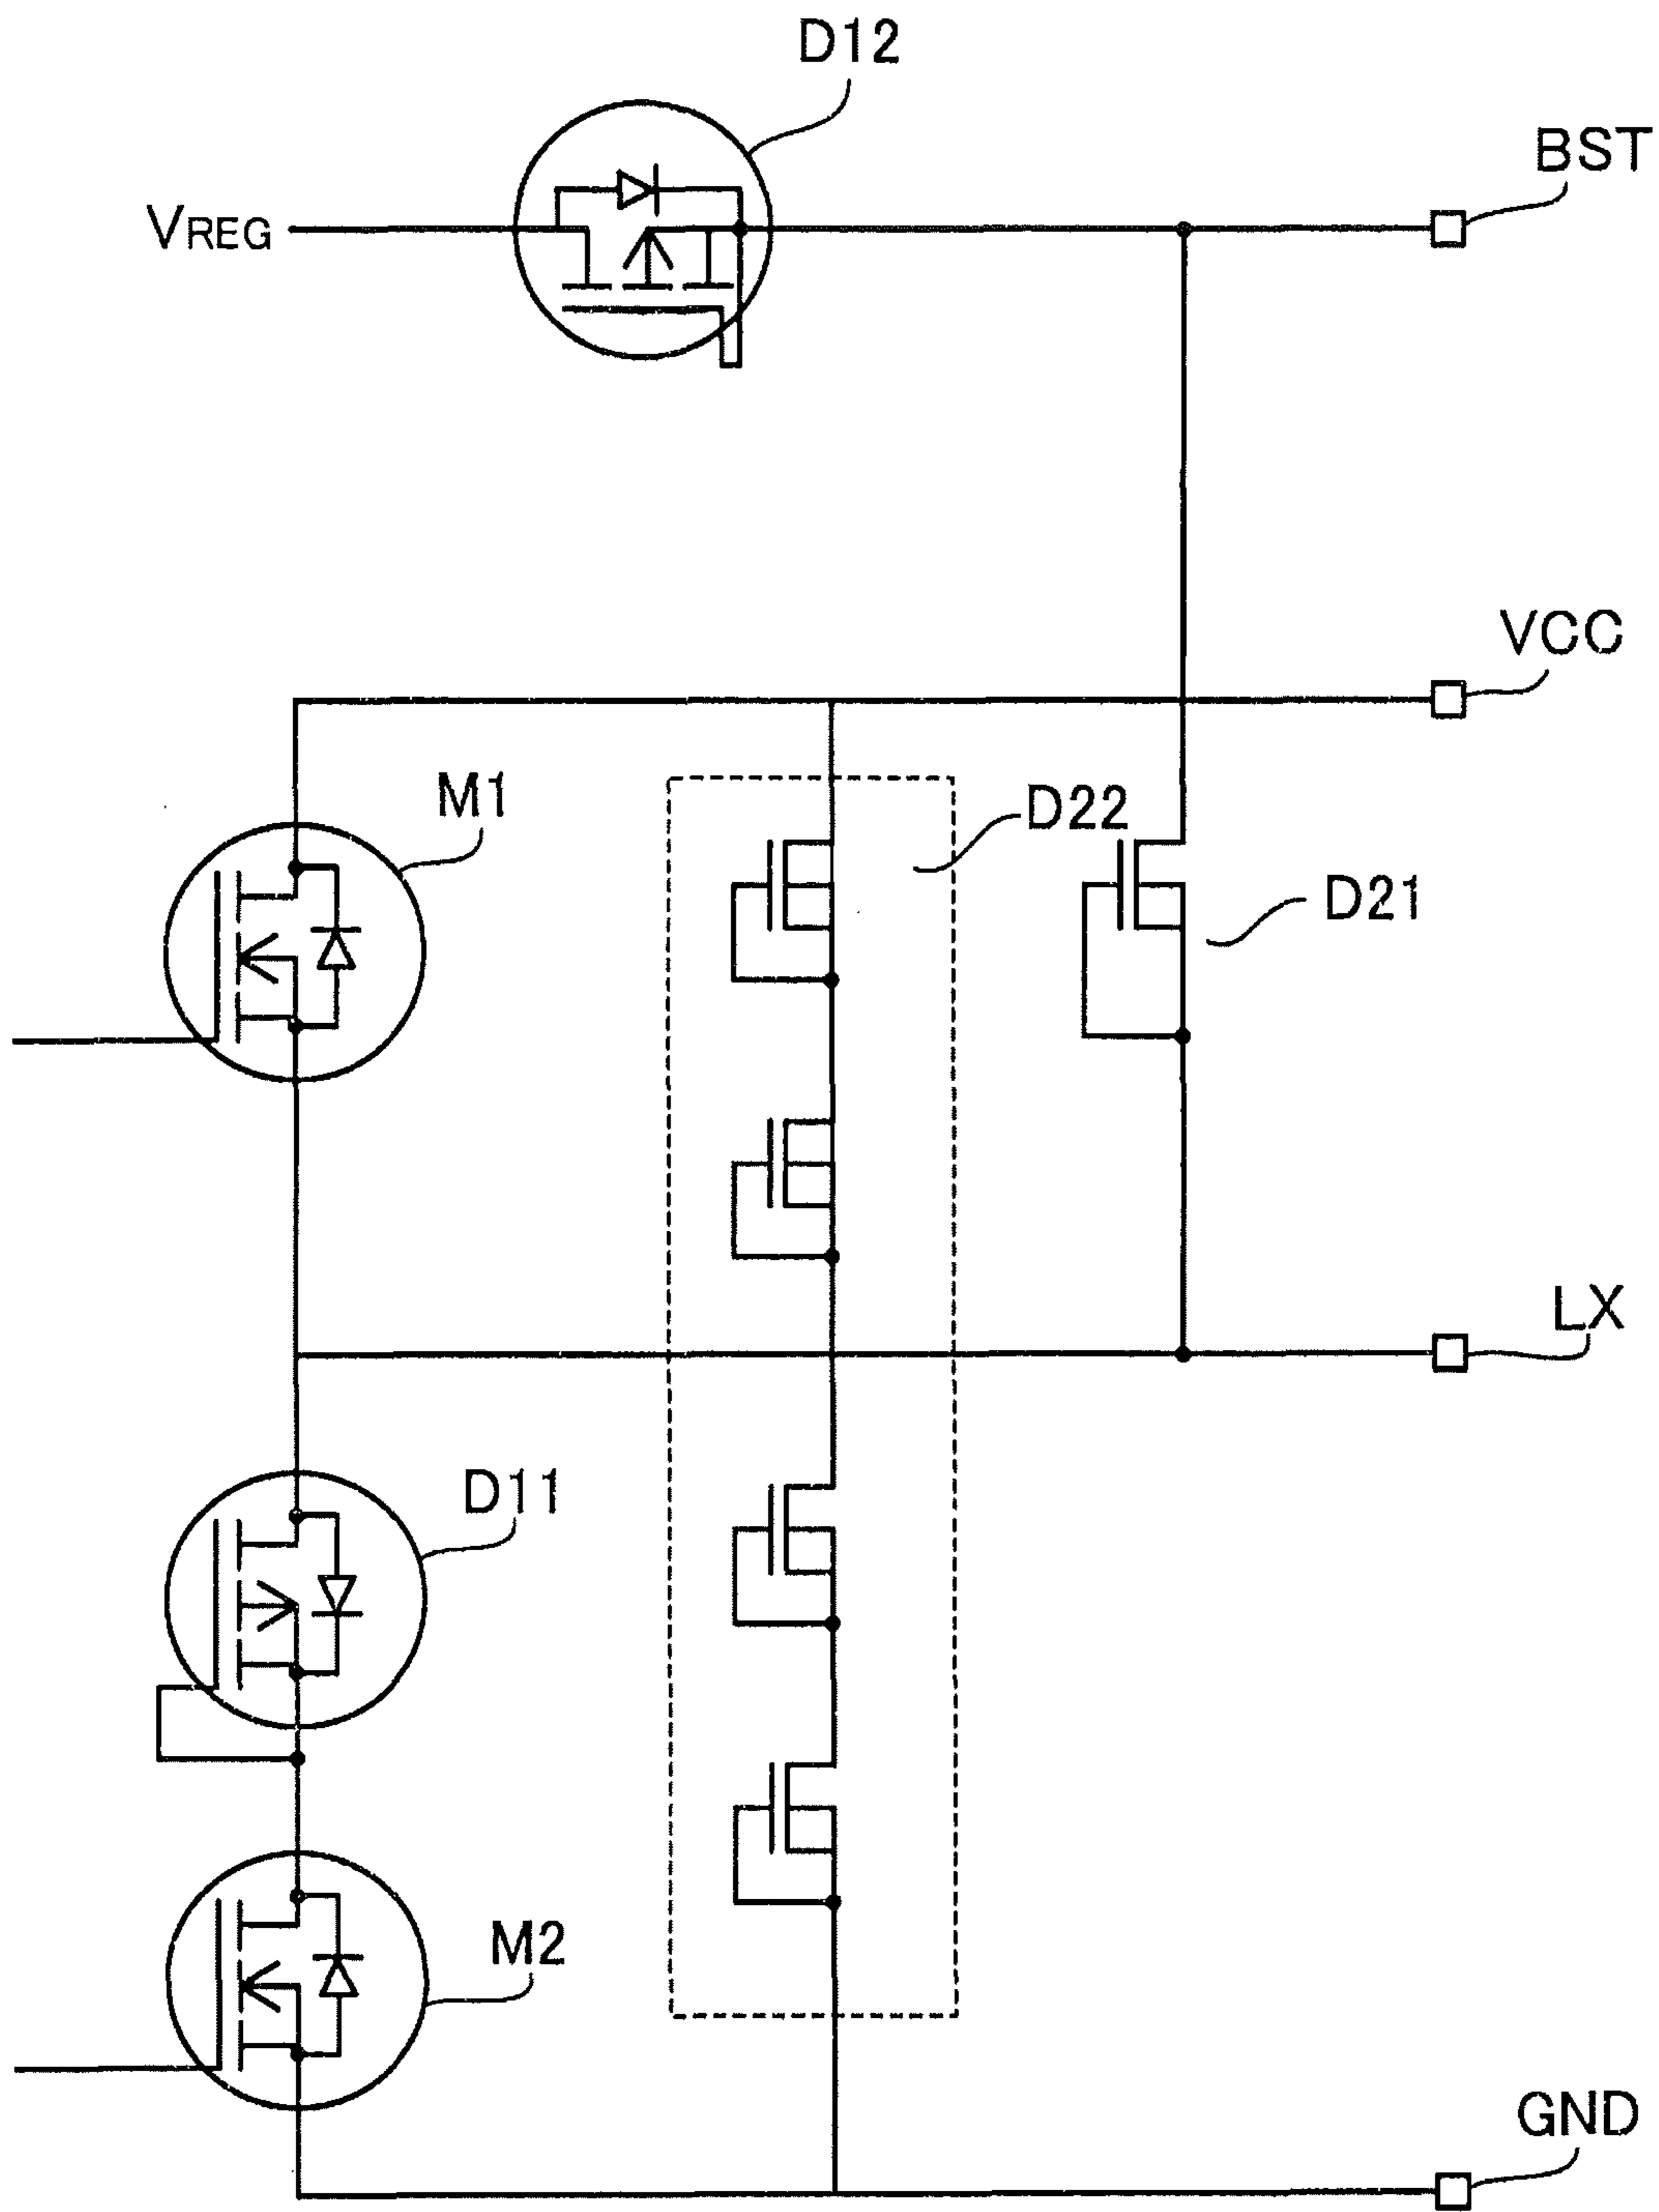 D12
BST
VREG
VCC
M1
D22
D21
LX
D11
M2
GND